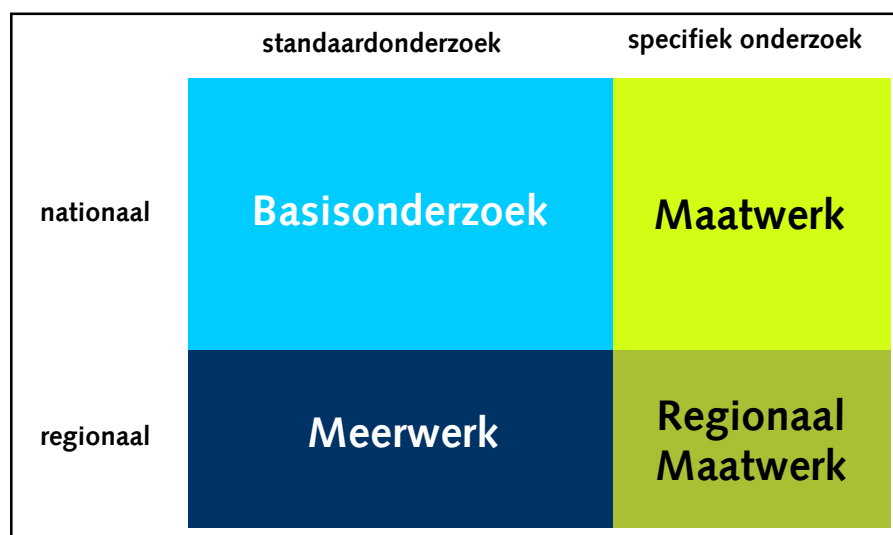 standaardonderzoek
specifiek onderzoek
nationaal
Basisonderzoek
Maatwerk
regionaal
Meerwerk
Regionaal
Maatwerk